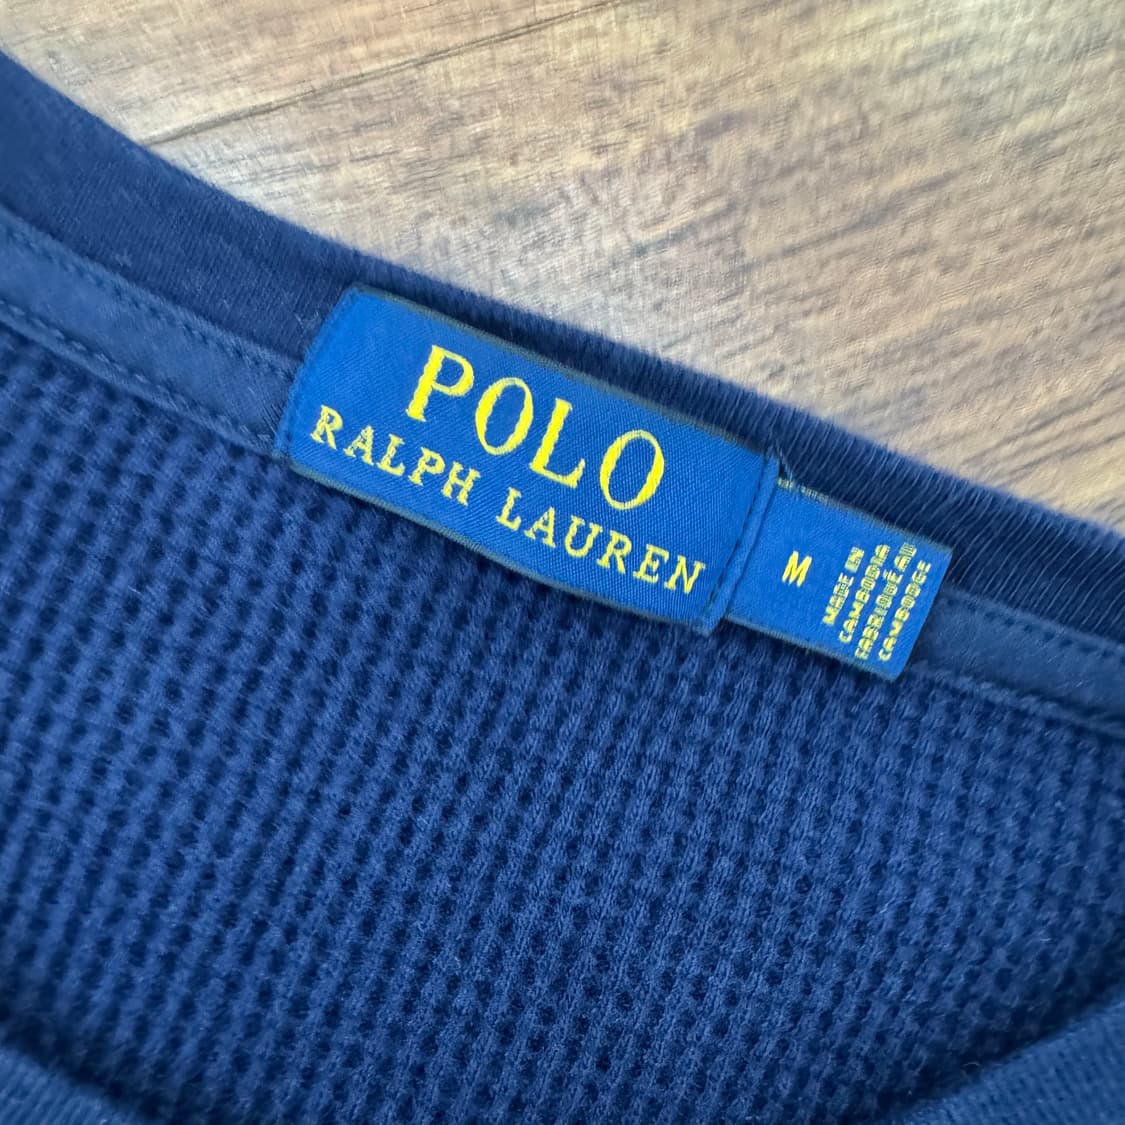 POLO
RALPH LAUREN
M
MADE IN
CAMBODIA
FABRIQUÉ AU
CAMBODGE